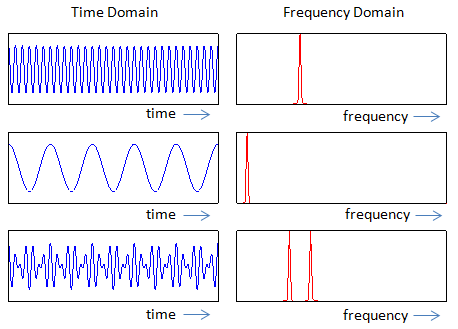 Time Domain
Frequency Domain
time
frequency
time
frequency
time
frequency